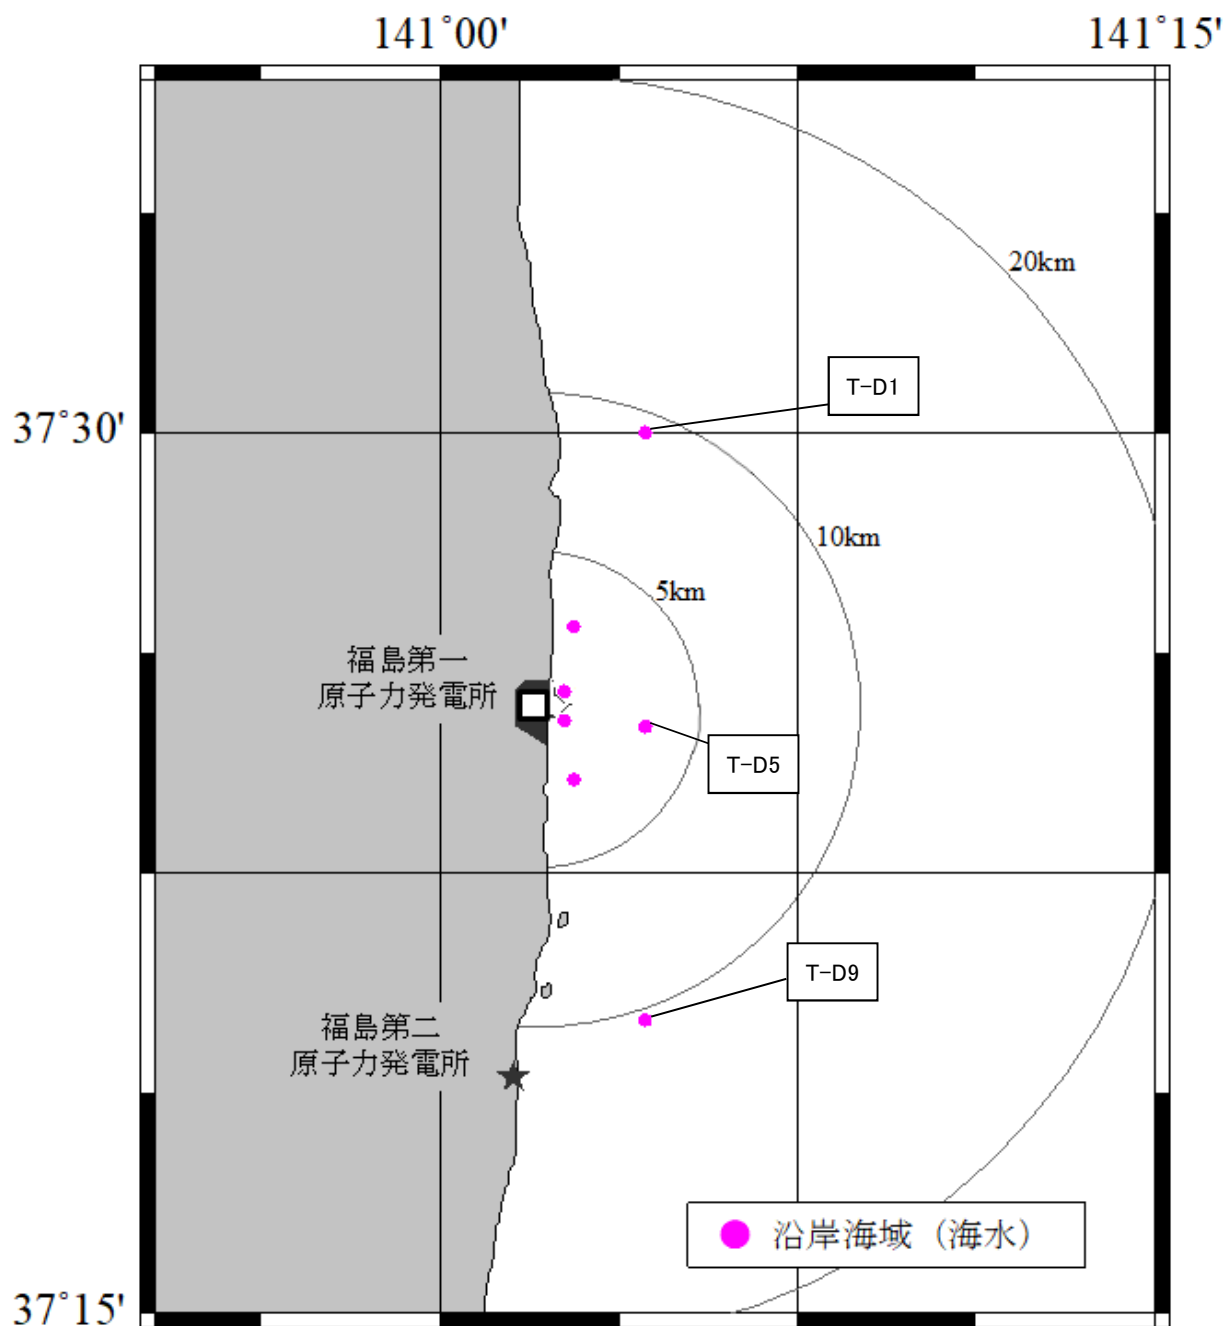 141°00'
141°15'
20km
T-D1
37°30'
10km
5km
福島第一
原子力発電所
T-D5
T-D9
福島第二
原子力発電所
沿岸海域（海水）
37°15'